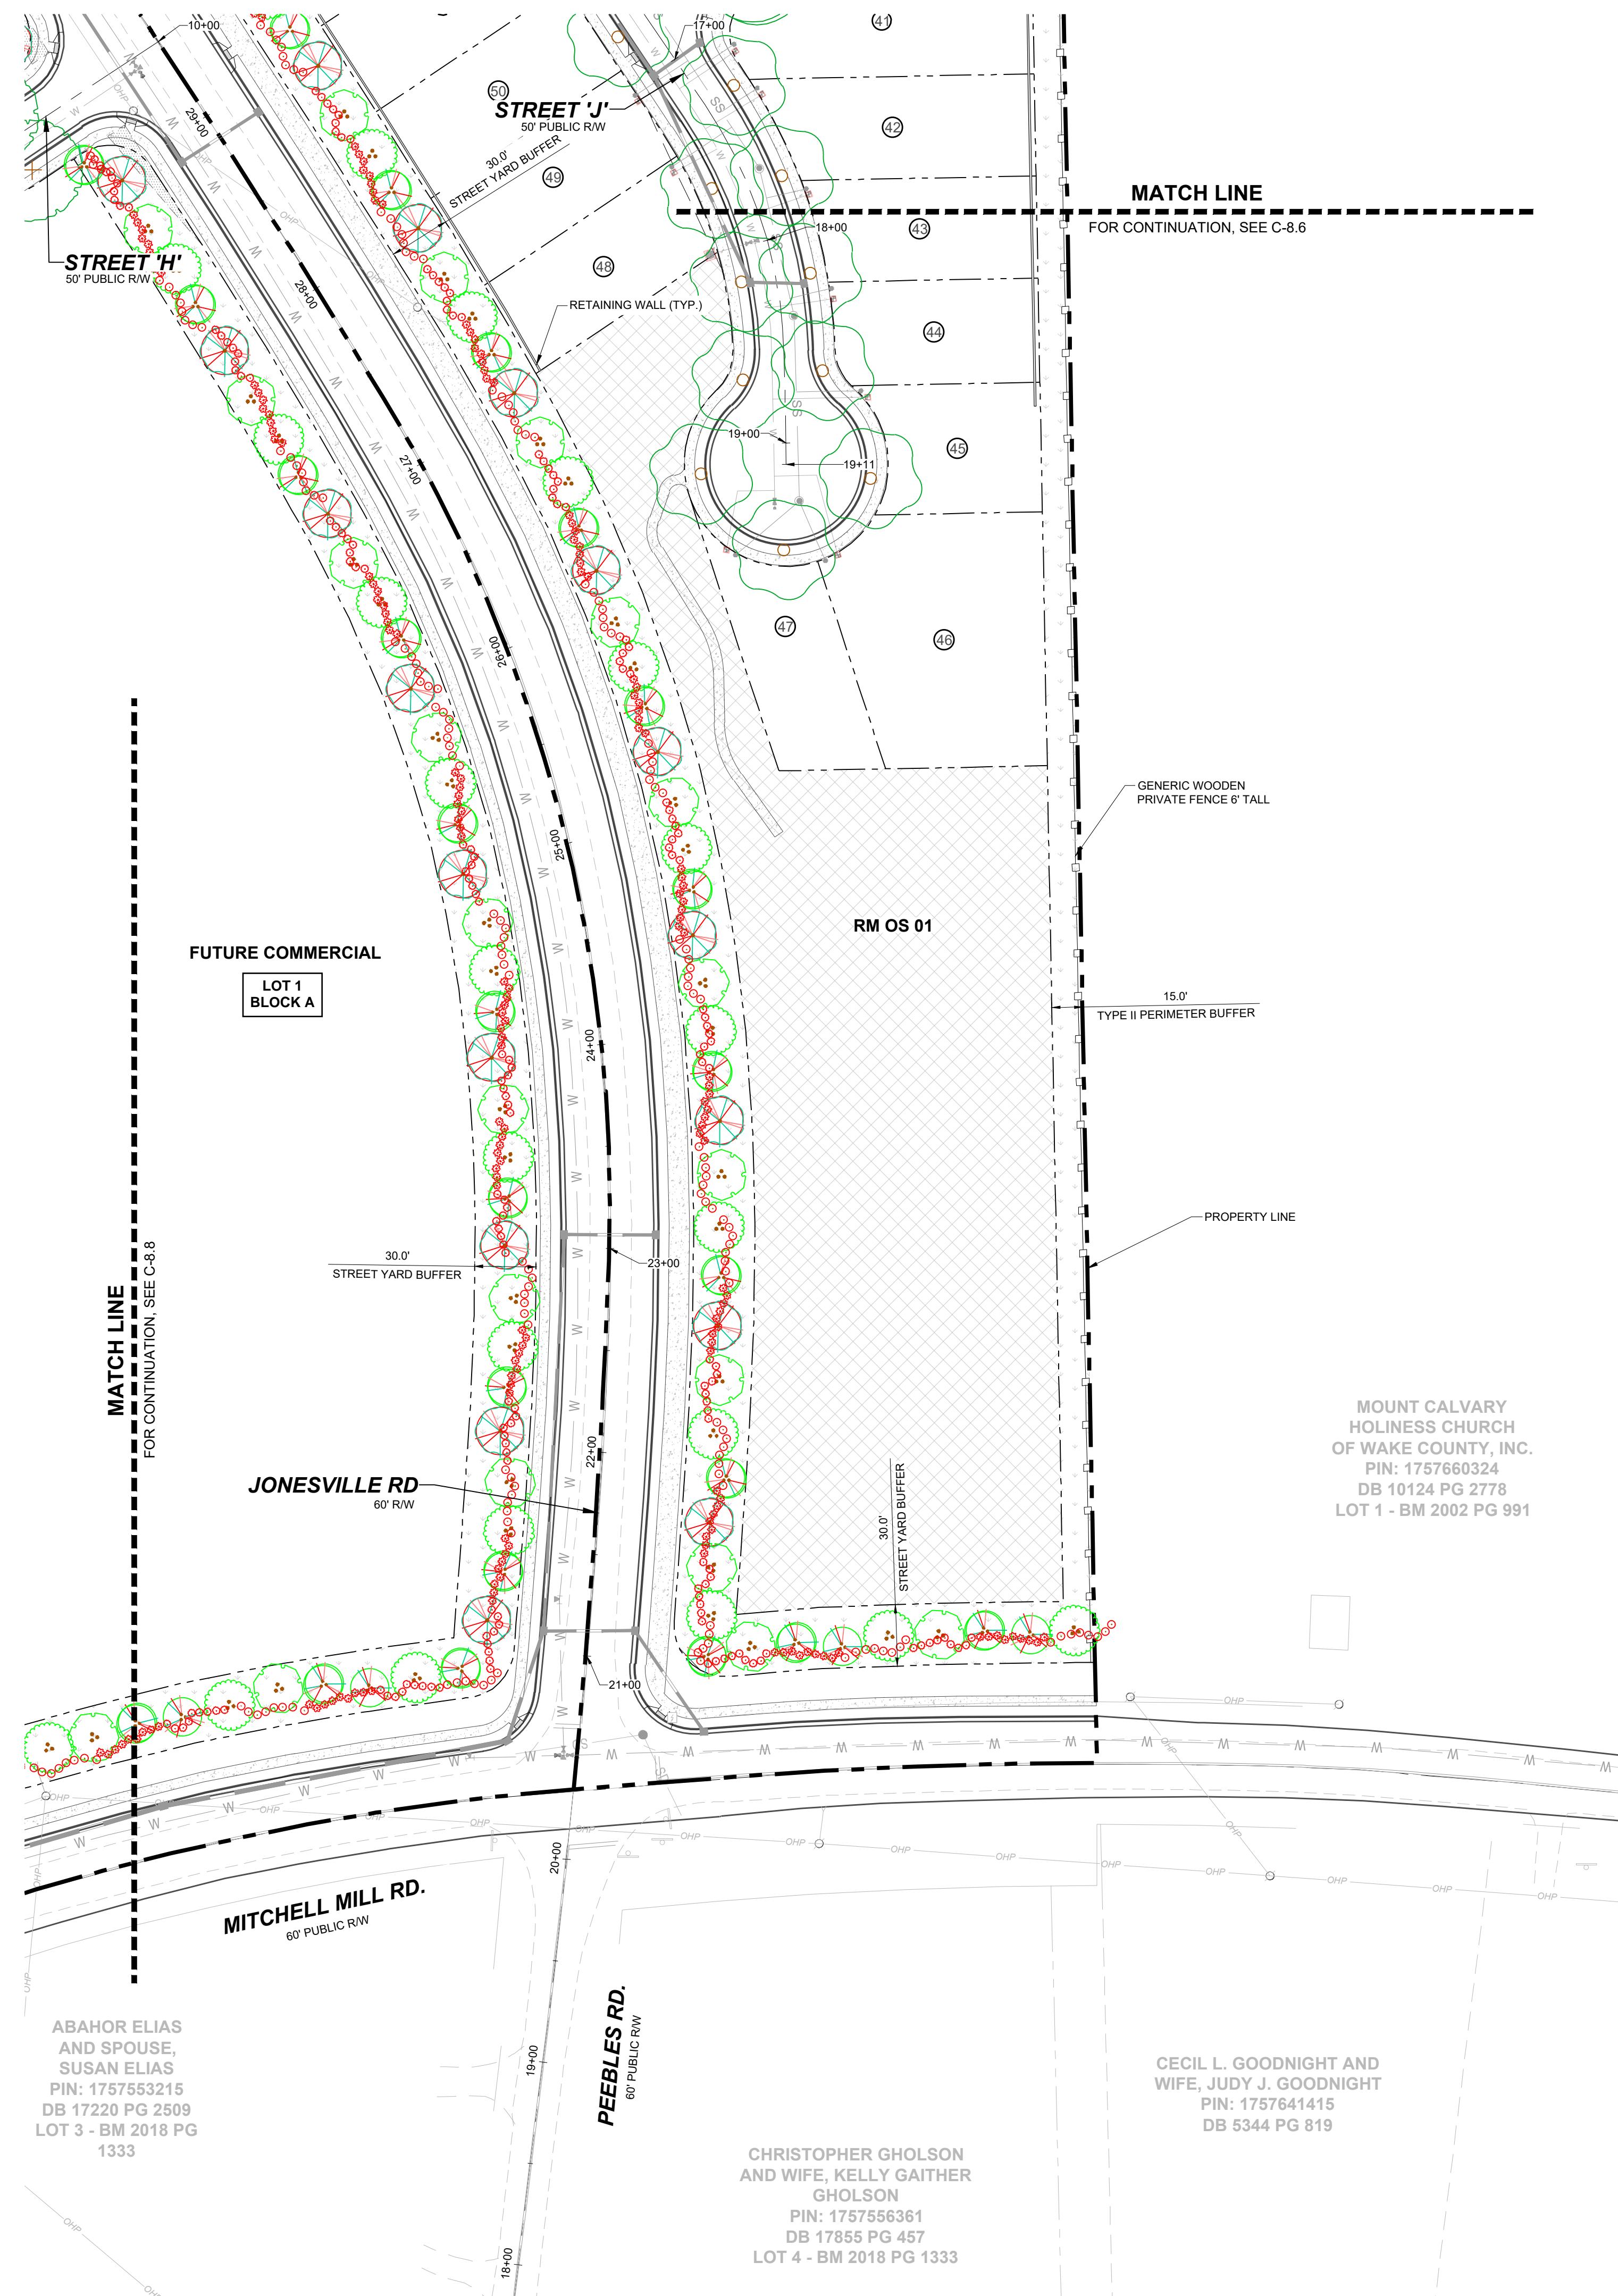 10+00
17+00
41
50
STREET 'J'
50' PUBLIC R/W
42
30.0'
STREET YARD BUFFER
49
29+00
MATCH LINE
FOR CONTINUATION, SEE C-8.6
43
18+00
STREET 'H'
50' PUBLIC R/W
48
28+00
RETAINING WALL (TYP.)
44
27+00
19+00
19+11
45
26+00
47
46
GENERIC WOODEN
PRIVATE FENCE 6' TALL
25+00
RM OS 01
FUTURE COMMERCIAL
LOT 1
BLOCK A
15.0'
TYPE II PERIMETER BUFFER
24+00
PROPERTY LINE
30.0'
STREET YARD BUFFER
23+00
MATCH LINE
FOR CONTINUATION, SEE C-8.8
MOUNT CALVARY
HOLINESS CHURCH
OF WAKE COUNTY, INC.
PIN: 1757660324
DB 10124 PG 2778
LOT 1 - BM 2002 PG 991
22+00
JONESVILLE RD
60' R/W
30.0'
STREET YARD BUFFER
21+00
20+00
MITCHELL MILL RD.
60' PUBLIC R/W
PEEBLES RD.
60' PUBLIC R/W
19+00
ABAHOR ELIAS
AND SPOUSE,
SUSAN ELIAS
PIN: 1757553215
DB 17220 PG 2509
LOT 3 - BM 2018 PG
1333
CECIL L. GOODNIGHT AND
WIFE, JUDY J. GOODNIGHT
PIN: 1757641415
DB 5344 PG 819
CHRISTOPHER GHOLSON
AND WIFE, KELLY GAITHER
GHOLSON
PIN: 1757556361
DB 17855 PG 457
LOT 4 - BM 2018 PG 1333
18+00
OHP
W
SS